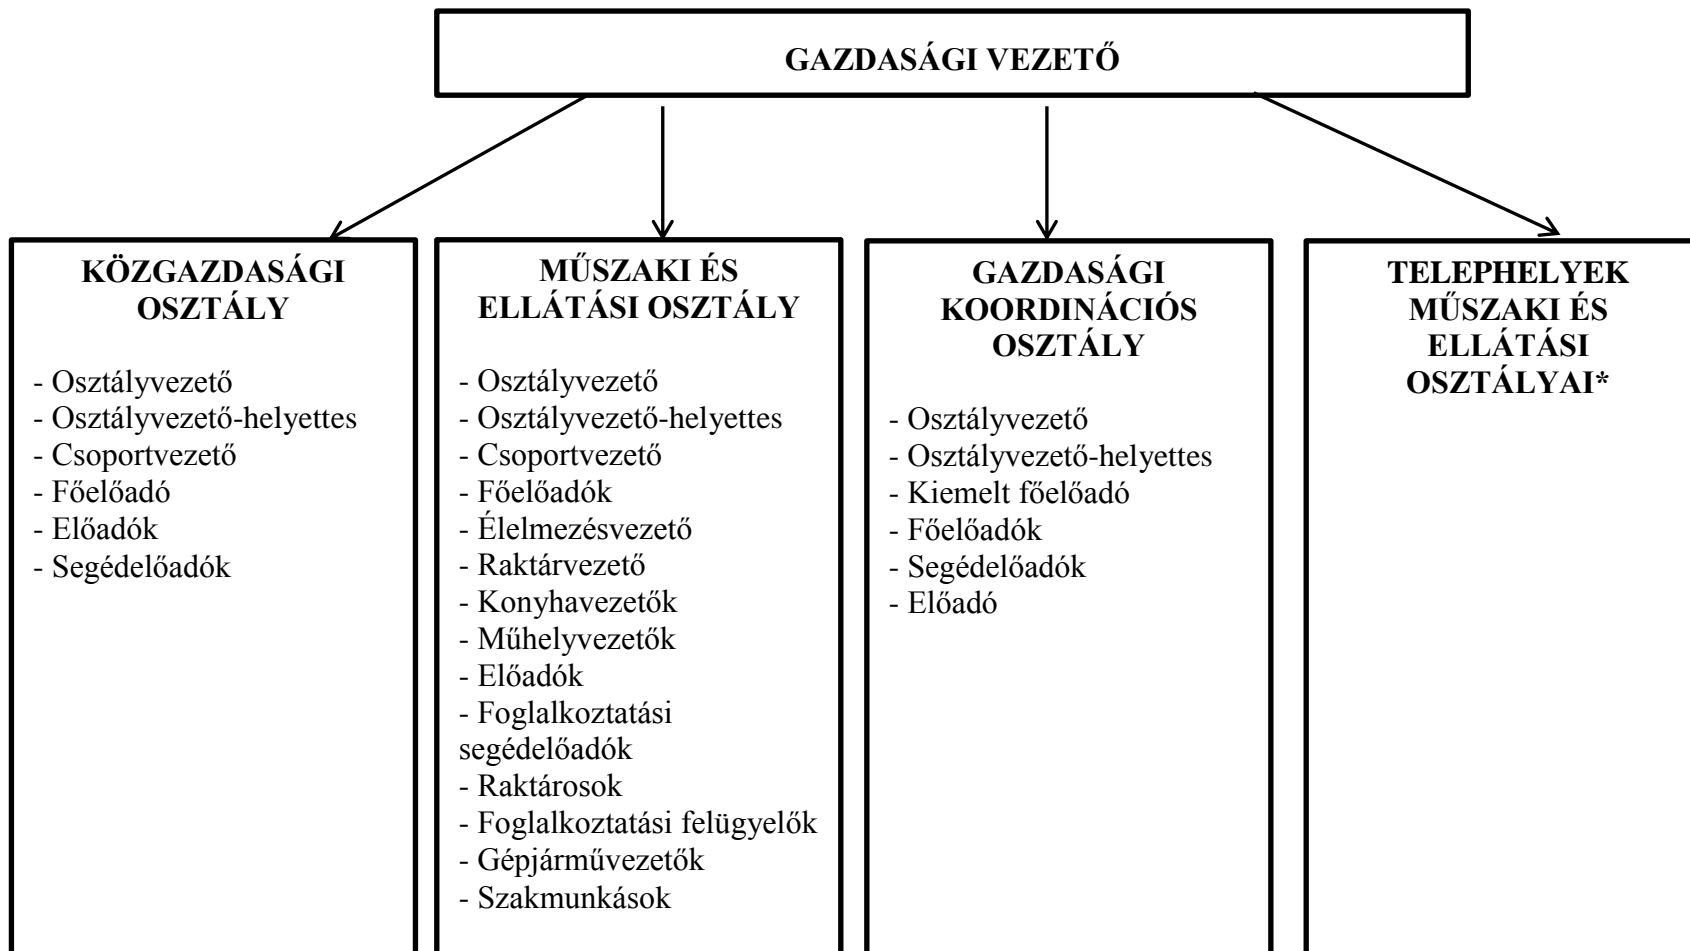 GAZDASÁGI VEZETŐ
KÖZGAZDASÁGI
OSZTÁLY
- Osztályvezető
- Osztályvezető-helyettes
- Csoportvezető
- Főelőadó
- Előadók
- Segédelőadók
MŰSZAKI ÉS
ELLÁTÁSI OSZTÁLY
- Osztályvezető
- Osztályvezető-helyettes
- Csoportvezető
- Főelőadók
- Élelmezésvezető
- Raktárvezető
- Konyhavezetők
- Műhelyvezetők
- Előadók
- Foglalkoztatási
segédelőadók
- Raktárosok
- Foglalkoztatási felügyelők
- Gépjárművezetők
- Szakmunkások
GAZDASÁGI
KOORDINÁCIÓS
OSZTÁLY
- Osztályvezető
- Osztályvezető-helyettes
- Kiemelt főelőadó
- Főelőadók
- Segédelőadók
- Előadó
TELEPHELYEK
MŰSZAKI ÉS
ELLÁTÁSI
OSZTÁLYAI*